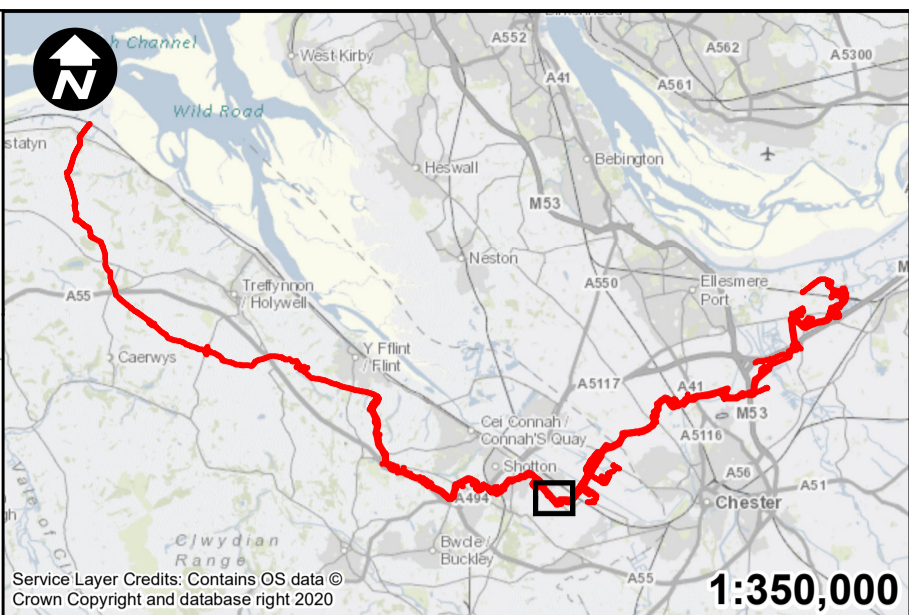 N
h Channel
Wild Road
West Kirby
A552
A41
A562
A5300
A561
statyn
Heswall
Bebington
M53
Neston
A550
Ellesmere
Port
M
A55
Treffynnon
/ Holywell
Caerwys
Y Fflint
/ Flint
A5117
A41
M53
Cei Connah /
Connah'S Quay
A5116
Shotton
A56
A51
A494
Chester
Clwydian
Range
Bwcle /
Buckley
A55
Service Layer Credits: Contains OS data ©
Crown Copyright and database right 2020
1:350,000